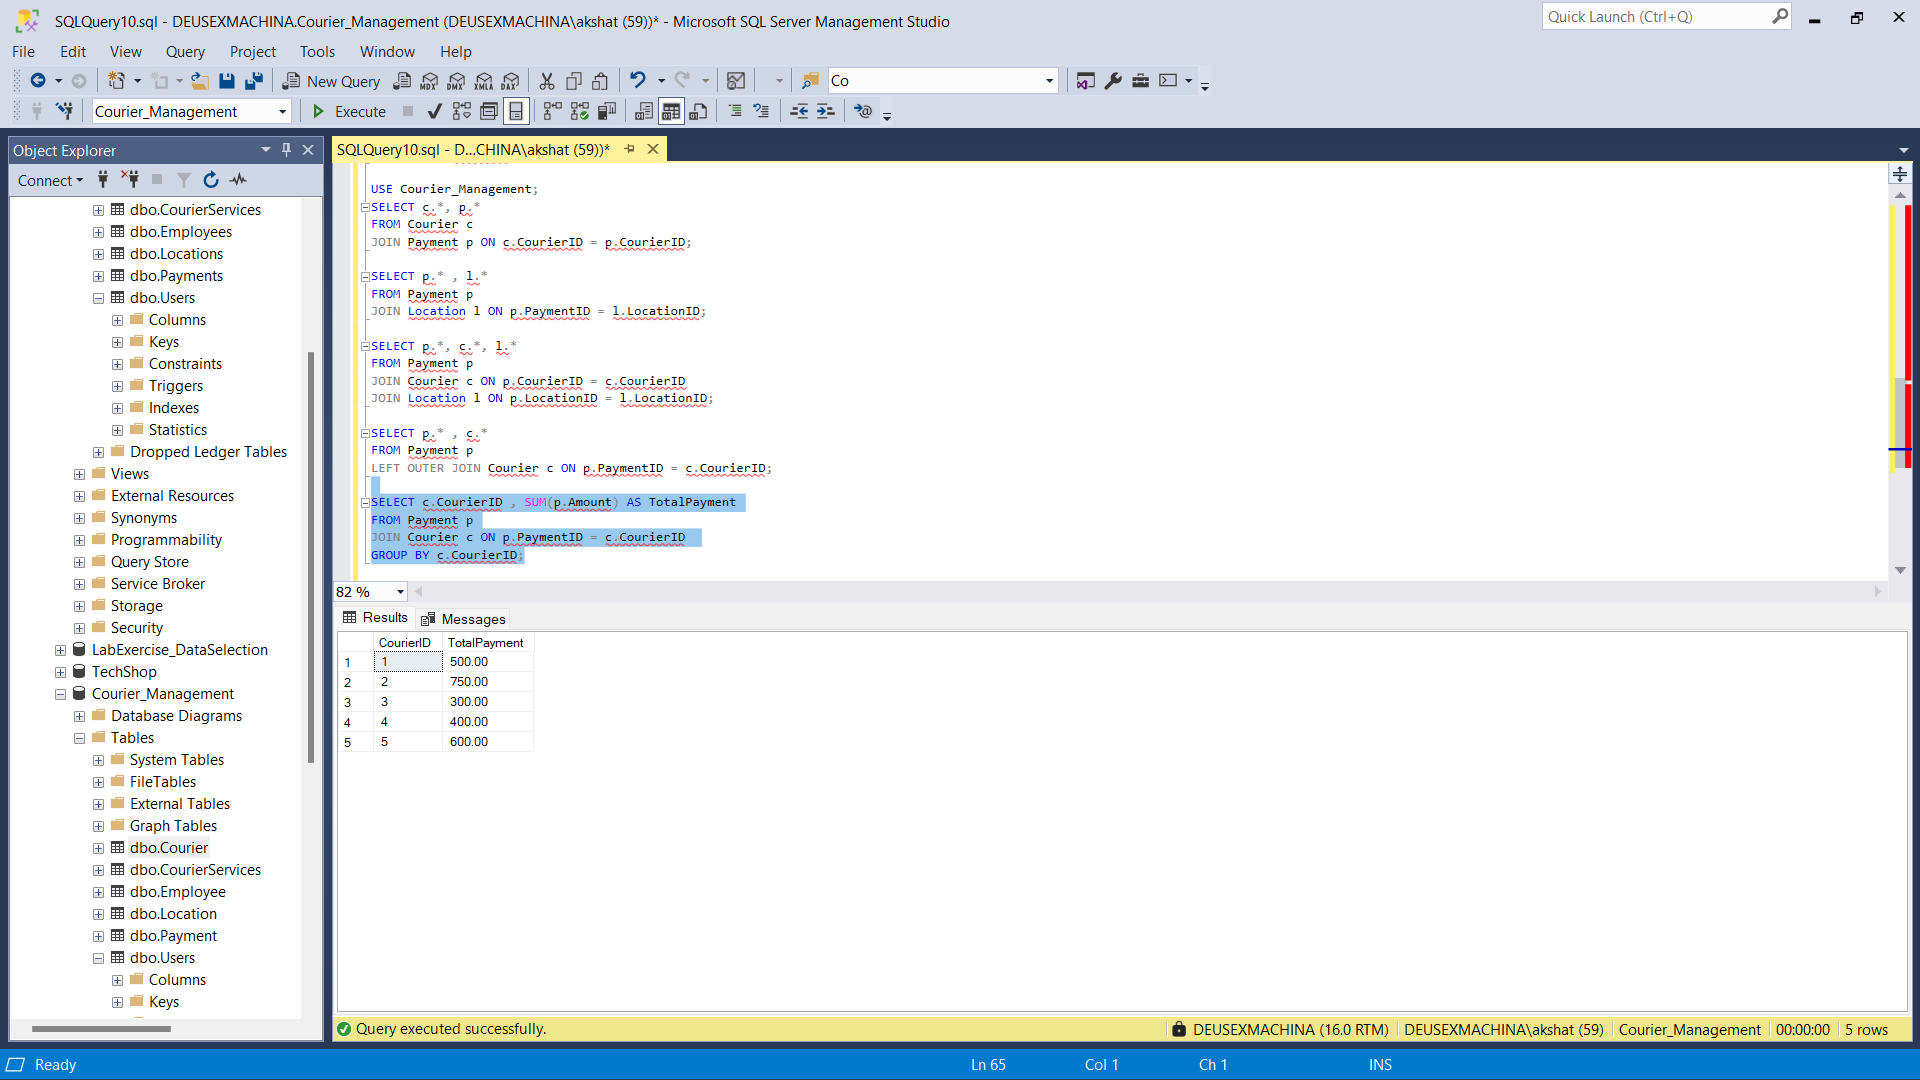 SQLQuery10.sql - DEUSEXMACHINA.Courier_Management (DEUSEXMACHINA\akshat (59))* - Microsoft SQL Server Management Studio
Quick Launch (Ctrl+Q)
File Edit View Query Project Tools Window Help
New Query
MDX DMX XMLA DAX
Co
Courier_Management
Execute
Object Explorer
Connect
dbo.CourierServices
dbo.Employees
dbo.Locations
dbo.Payments
dbo.Users
Columns
Keys
Constraints
Triggers
Indexes
Statistics
Dropped Ledger Tables
Views
External Resources
Synonyms
Programmability
Query Store
Service Broker
Storage
Security
LabExercise_DataSelection
TechShop
Courier_Management
Database Diagrams
Tables
System Tables
FileTables
External Tables
Graph Tables
dbo.Courier
dbo.CourierServices
dbo.Employee
dbo.Location
dbo.Payment
dbo.Users
Columns
Keys
SQLQuery10.sql - D...CHINA\akshat (59))*
USE Courier_Management;
SELECT c.*, p.*
FROM Courier c
JOIN Payment p ON c.CourierID = p.CourierID;
SELECT p.* , l.*
FROM Payment p
JOIN Location l ON p.PaymentID = l.LocationID;
SELECT p.*, c.*, l.*
FROM Payment p
JOIN Courier c ON p.CourierID = c.CourierID
JOIN Location l ON p.LocationID = l.LocationID;
SELECT p.* , c.*
FROM Payment p
LEFT OUTER JOIN Courier c ON p.PaymentID = c.CourierID;
SELECT c.CourierID , SUM(p.Amount) AS TotalPayment
FROM Payment p
JOIN Courier c ON p.PaymentID = c.CourierID
GROUP BY c.CourierID;
82 %
Results Messages
CourierID TotalPayment
1 1 500.00
2 2 750.00
3 3 300.00
4 4 400.00
5 5 600.00
Query executed successfully.
DEUSEXMACHINA (16.0 RTM) DEUSEXMACHINA\akshat (59) Courier_Management 00:00:00 5 rows
Ready
Ln 65 Col 1 Ch 1 INS